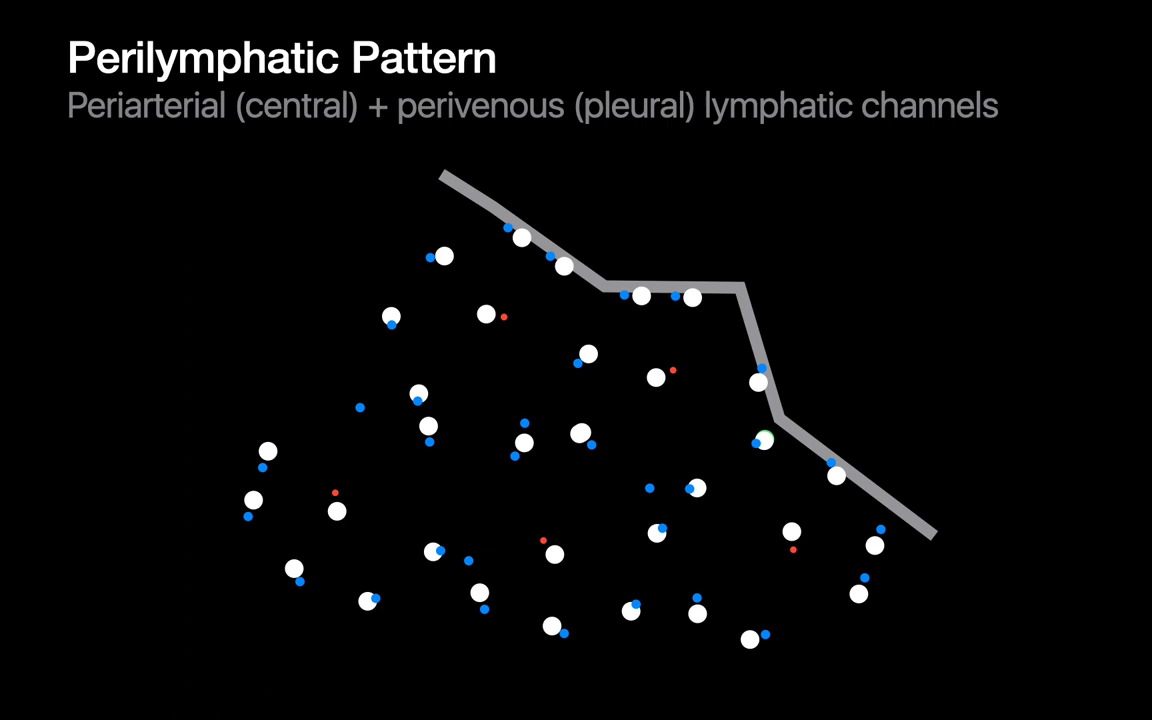 Perilymphatic Pattern
Periarterial (central) + perivenous (pleural) lymphatic channels